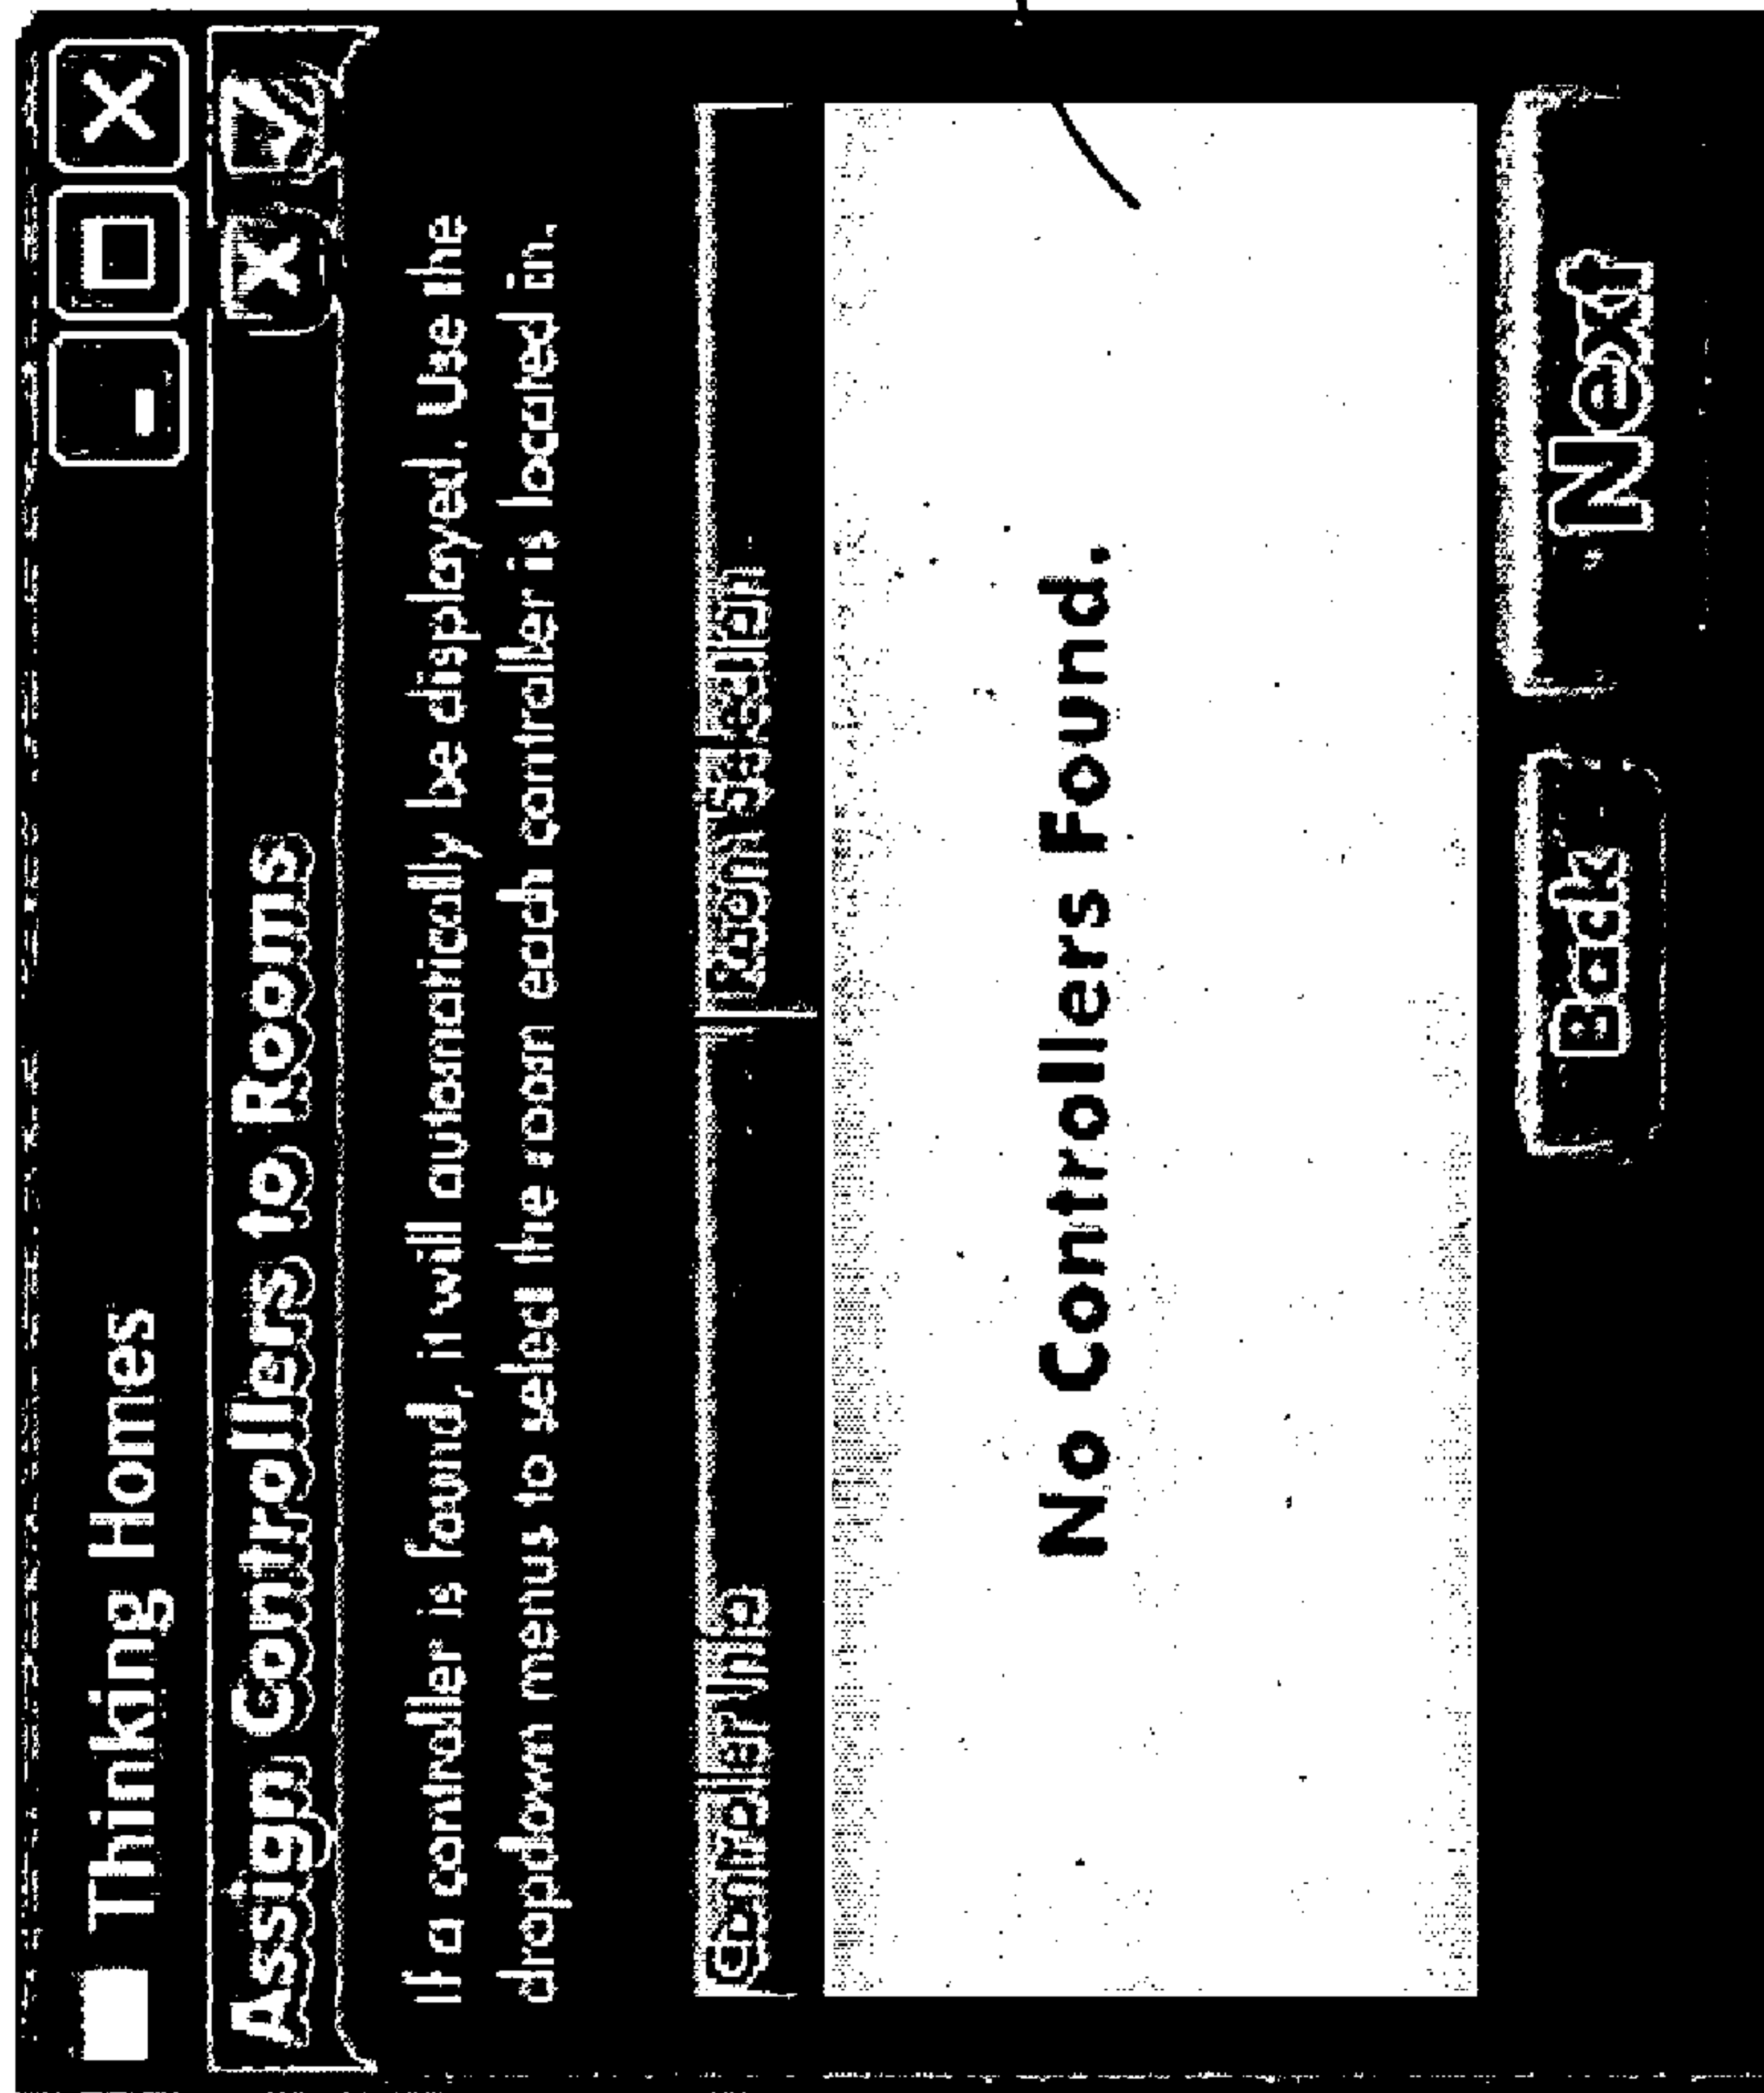 Thinking Homes
Assign Controllers to Rooms
If a controller is found, it will automatically be displayed. Use the
dropdown menus to select the room each controller is located in.
Controller Info
Room Selection
No Controllers Found.
Back
Next